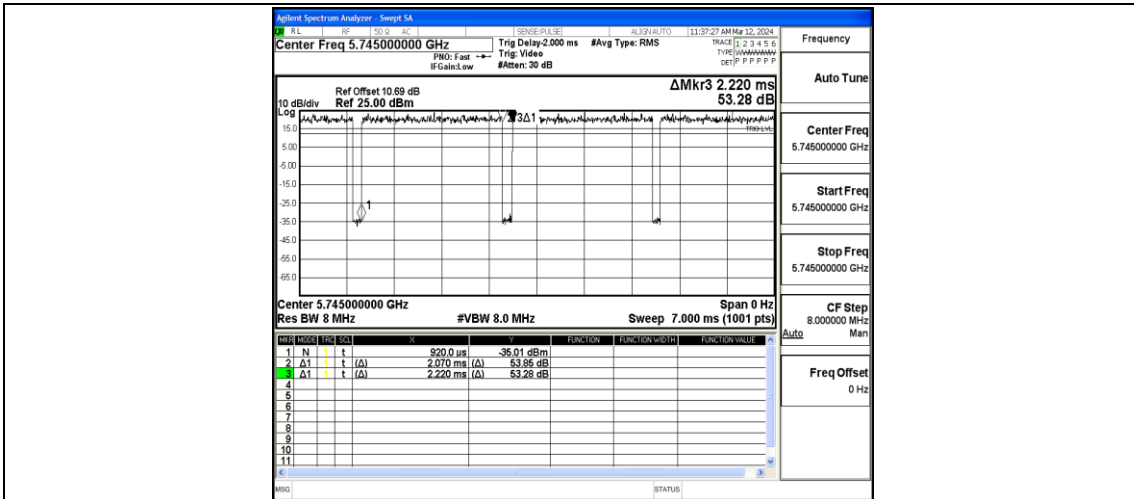 Agilent Spectrum Analyzer - Swept SA
RL RF 50 Ω AC SENSE:PULSE ALIGN AUTO 11:37:27 AM Mar 12, 2024
Center Freq 5.745000000 GHz
PNO: Fast
IFGain:Low
Trig Delay-2.000 ms
Trig: Video
#Atten: 30 dB
#Avg Type: RMS
TRACE 1 2 3 4 5 6
TYPE WWWWWW
DET P P P P P P
Frequency
Auto Tune
Center Freq
5.745000000 GHz
Start Freq
5.745000000 GHz
Stop Freq
5.745000000 GHz
CF Step
8.000000 MHz
Auto Man
Freq Offset
0 Hz
ΔMkr3 2.220 ms
53.28 dB
Ref Offset 10.69 dB
10 dB/div Ref 25.00 dBm
Log
15.0
5.00
-5.00
-15.0
-25.0
-35.0
-45.0
-55.0
-65.0
3Δ1
TRIG LVL
1
Center 5.745000000 GHz Span 0 Hz
Res BW 8 MHz #VBW 8.0 MHz Sweep 7.000 ms (1001 pts)
MKR MODE TRC SCL X Y FUNCTION FUNCTION WIDTH FUNCTION VALUE
1 N 1 t 920.0 µs -35.01 dBm
2 Δ1 1 t (Δ) 2.070 ms (Δ) 53.85 dB
3 Δ1 1 t (Δ) 2.220 ms (Δ) 53.28 dB
4
5
6
7
8
9
10
11
MSG STATUS